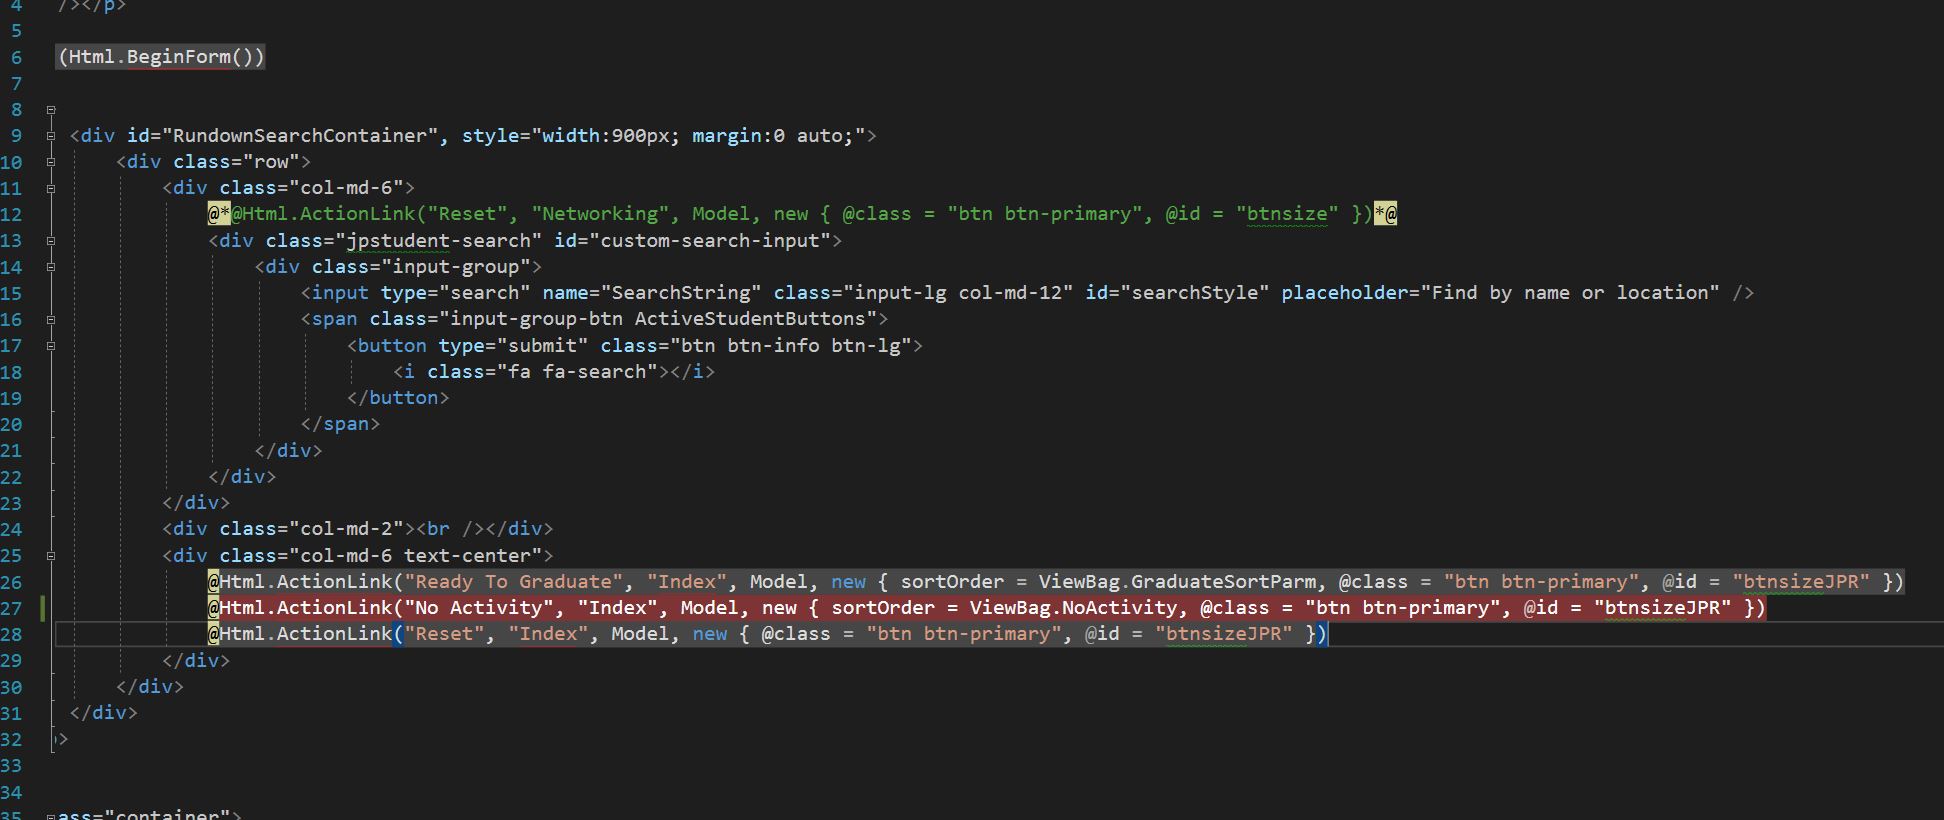 4 /></p>
5
6 (Html.BeginForm())
7
8
9 <div id="RundownSearchContainer", style="width:900px; margin:0 auto;">
10 <div class="row">
11 <div class="col-md-6">
12 @*@Html.ActionLink("Reset", "Networking", Model, new { @class = "btn btn-primary", @id = "btnsize" })*@
13 <div class="jpstudent-search" id="custom-search-input">
14 <div class="input-group">
15 <input type="search" name="SearchString" class="input-lg col-md-12" id="searchStyle" placeholder="Find by name or location" />
16 <span class="input-group-btn ActiveStudentButtons">
17 <button type="submit" class="btn btn-info btn-lg">
18 <i class="fa fa-search"></i>
19 </button>
20 </span>
21 </div>
22 </div>
23 </div>
24 <div class="col-md-2"><br /></div>
25 <div class="col-md-6 text-center">
26 @Html.ActionLink("Ready To Graduate", "Index", Model, new { sortOrder = ViewBag.GraduateSortParm, @class = "btn btn-primary", @id = "btnsizeJPR" })
27 @Html.ActionLink("No Activity", "Index", Model, new { sortOrder = ViewBag.NoActivity, @class = "btn btn-primary", @id = "btnsizeJPR" })
28 @Html.ActionLink("Reset", "Index", Model, new { @class = "btn btn-primary", @id = "btnsizeJPR" })
29 </div>
30 </div>
31 </div>
32 >
33
34
35 ass="container">